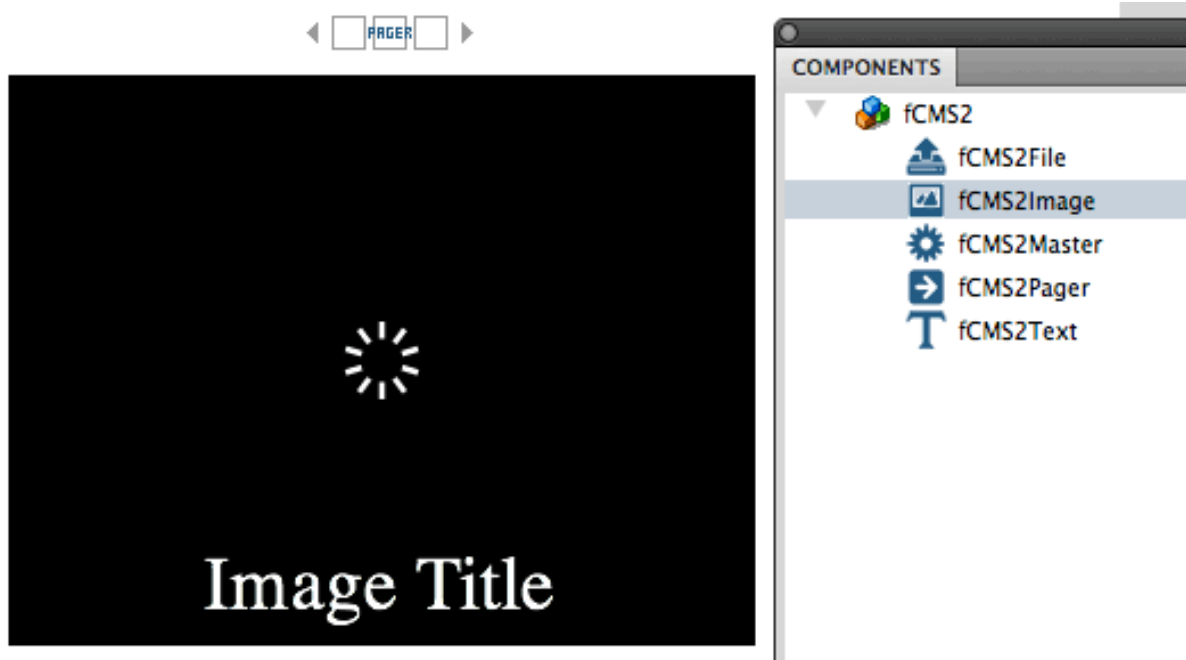 PAGER
Image Title
COMPONENTS
fCMS2
fCMS2File
fCMS2Image
fCMS2Master
fCMS2Pager
fCMS2Text